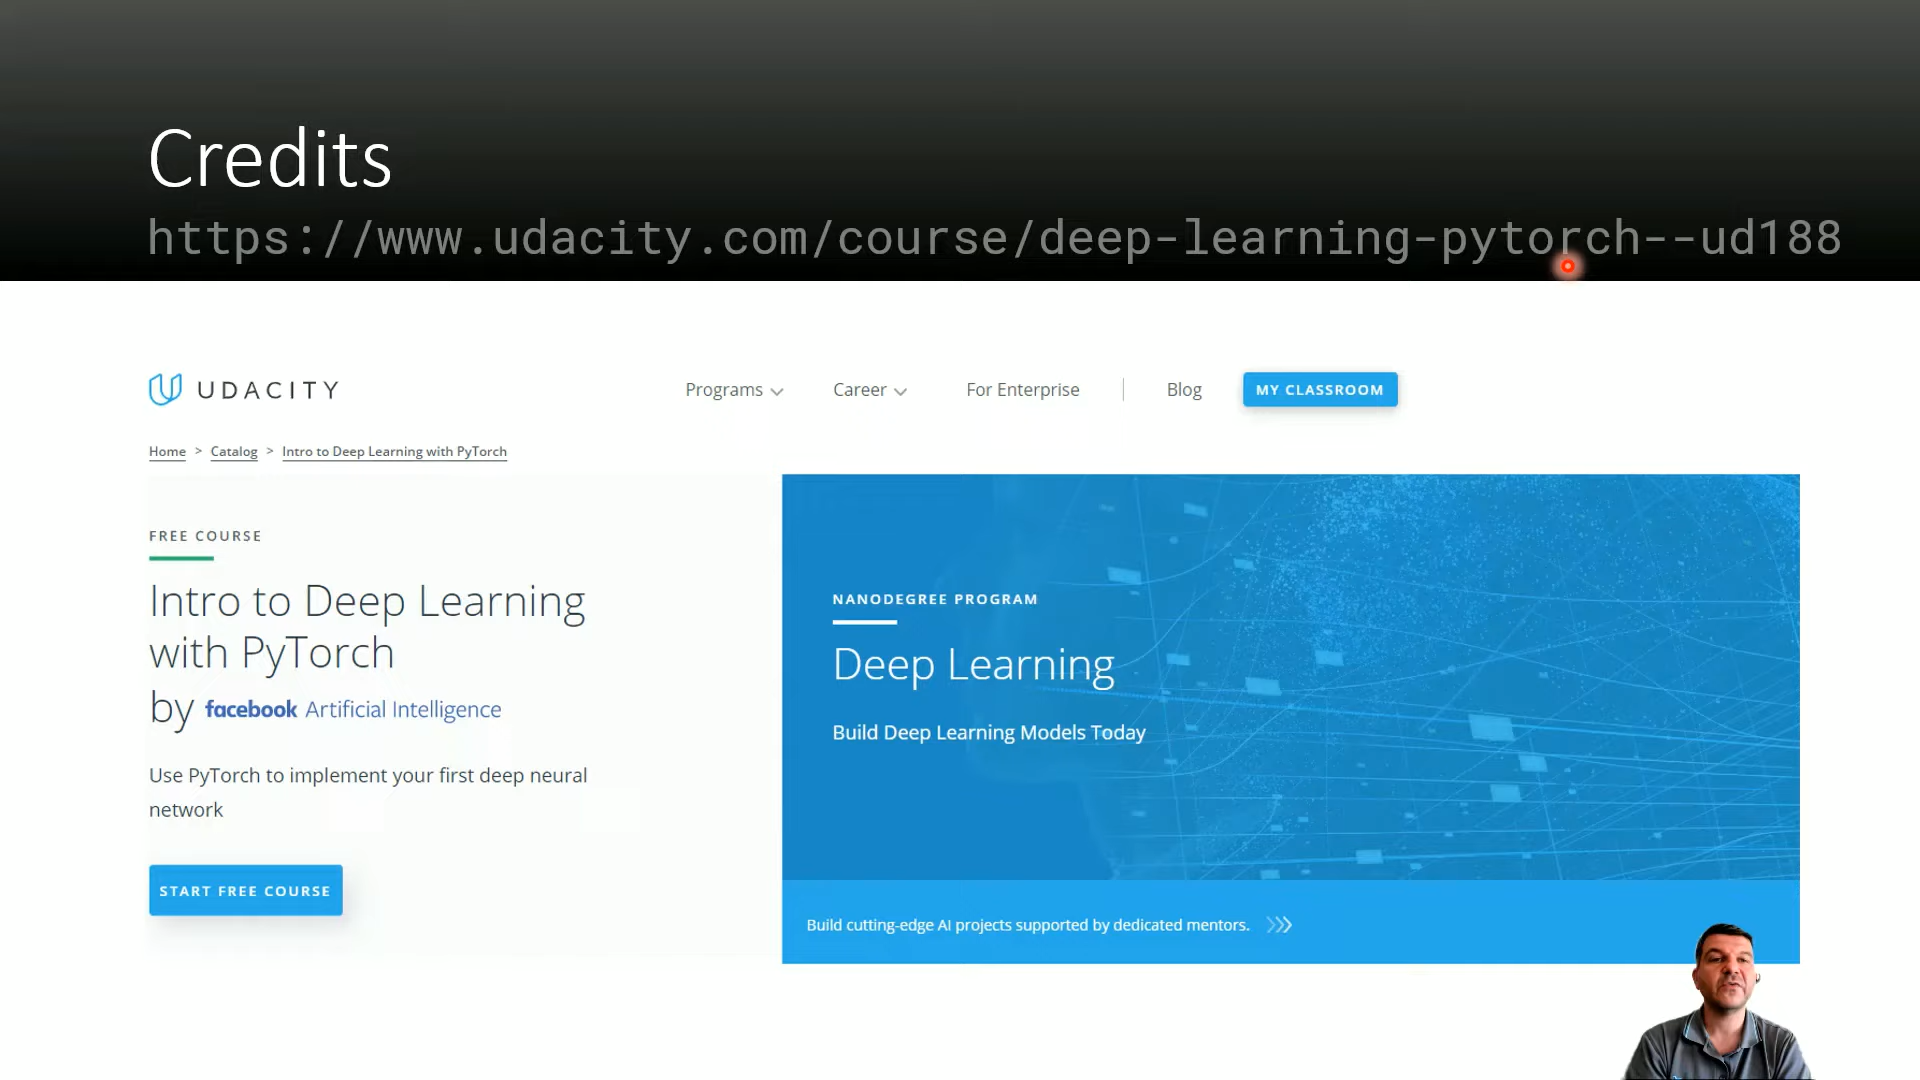 Credits
https://www.udacity.com/course/deep-learning-pytorch--ud188
UDACITY
Programs
Career
For Enterprise
Blog
MY CLASSROOM
Home > Catalog > Intro to Deep Learning with PyTorch
FREE COURSE
Intro to Deep Learning
with PyTorch
by facebook Artificial Intelligence
Use PyTorch to implement your first deep neural
network
START FREE COURSE
NANODEGREE PROGRAM
Deep Learning
Build Deep Learning Models Today
Build cutting-edge AI projects supported by dedicated mentors.